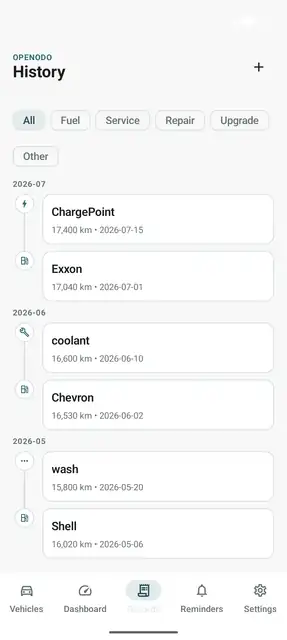 OPENODO
History
+
All
Fuel
Service
Repair
Upgrade
Other
2026-07
ChargePoint
17,400 km • 2026-07-15
Exxon
17,040 km • 2026-07-01
2026-06
coolant
16,600 km • 2026-06-10
Chevron
16,530 km • 2026-06-02
2026-05
wash
15,800 km • 2026-05-20
Shell
16,020 km • 2026-05-06
Vehicles
Dashboard
Reminders
Settings